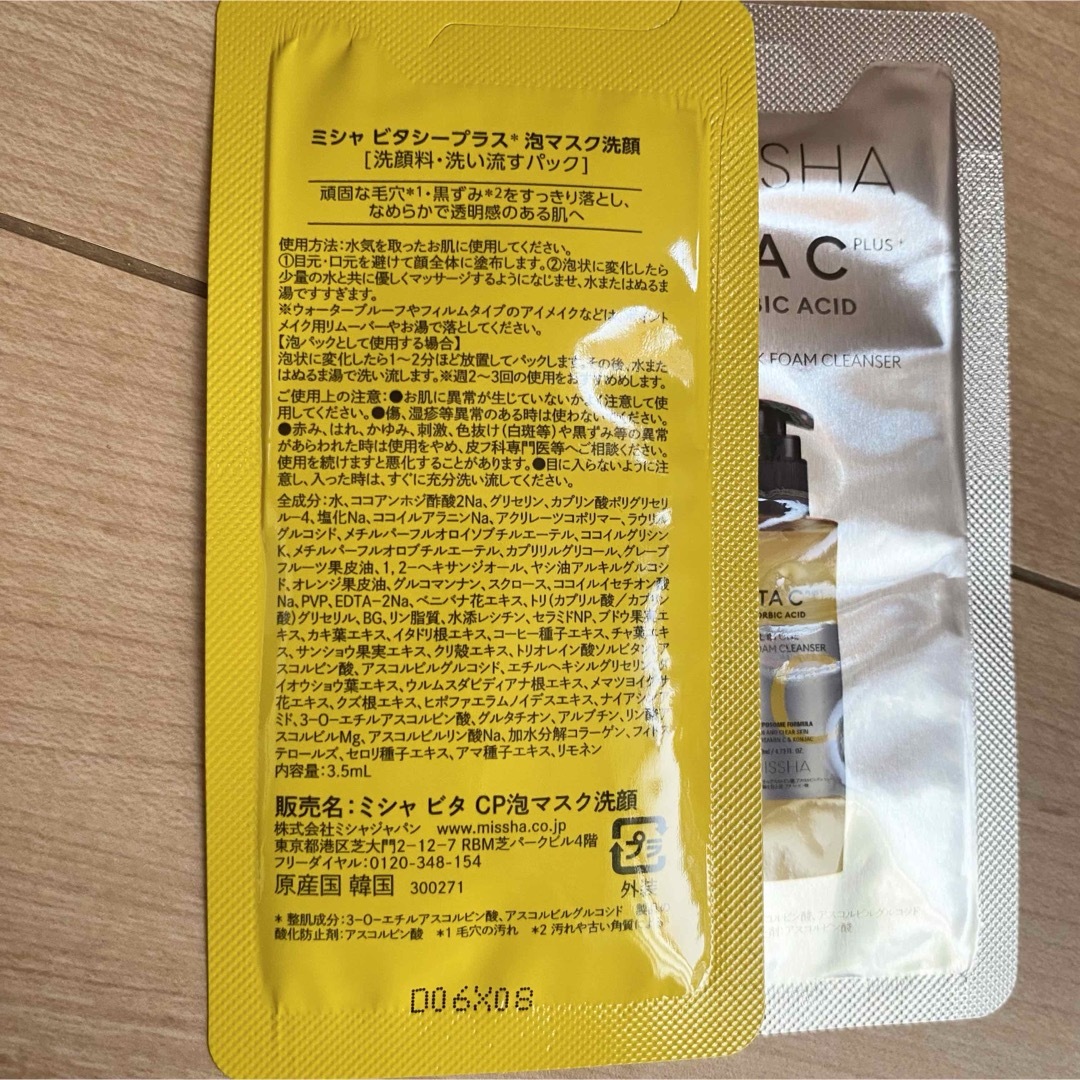 ミシャ ビタシープラス* 泡マスク洗顔
[洗顔料・洗い流すパック]
頑固な毛穴*1・黒ずみ*2をすっきり落とし、
なめらかで透明感のある肌へ
使用方法:水気を取ったお肌に使用してください。
①目元・口元を避けて顔全体に塗布します。②泡状に変化したら
少量の水と共に優しくマッサージするようになじませ、水またはぬるま
湯ですすぎます。
※ウォータープルーフやフィルムタイプのアイメイクなどは
メイク用リムーバーやお湯で落としてください。
【泡パックとして使用する場合】
泡状に変化したら1〜2分ほど放置してパックします。その後、水また
はぬるま湯で洗い流します。※週2〜3回の使用をおすすめめします。
ご使用上の注意:●お肌に異常が生じていないか 注意して使
用してください。●傷、湿疹等異常のある時は使わない ください。
●赤み、はれ、かゆみ、刺激、色抜け(白斑等)や黒ずみ等の異常
があらわれた時は使用をやめ、皮フ科専門医等へご相談ください。
使用を続けますと悪化することがあります。●目に入らないように注
意し、入った時は、すぐに充分洗い流してください。
全成分:水、ココアンホジ酢酸2Na、グリセリン、カプリン酸ポリグリセリ
ル-4、塩化Na、ココイルアラニンNa、アクリレーツコポリマー、ラウリル
グルコシド、メチルパーフルオロイソブチルエーテル、ココイルグリシン
K、メチルパーフルオロブチルエーテル、カプリリルグリコール、グレープ
フルーツ果皮油、1,2-ヘキサンジオール、ヤシ油アルキルグルコシ
ド、オレンジ果皮油、グルコマンナン、スクロース、ココイルイセチオン酸
Na、PVP、EDTA-2Na、ベニバナ花エキス、トリ(カプリル酸/カプリン
酸)グリセリル、BG、リン脂質、水添レシチン、セラミドNP、ブドウ果実エ
キス、カキ葉エキス、イタドリ根エキス、コーヒー種子エキス、チャ葉エキ
ス、サンショウ果実エキス、クリ殻エキス、トリオレイン酸ソルビタン、ア
スコルビン酸、アスコルビルグルコシド、エチルヘキシルグリセリン、
イオウショウ葉エキス、ウルムスダビディアナ根エキス、メマツヨイグサ
花エキス、クズ根エキス、ヒポファエラムノイデスエキス、ナイアシン
ミド、3-O-エチルアスコルビン酸、グルタチオン、アルブチン、リン酸
スコルビルMg、アスコルビルリン酸Na、加水分解コラーゲン、フィト
テロールズ、セロリ種子エキス、アマ種子エキス、リモネン
内容量:3.5mL
販売名:ミシャ ビタ CP泡マスク洗顔
株式会社ミシャジャパン www.missha.co.jp
東京都港区芝大門2-12-7 RBM芝パークビル4階
フリーダイヤル:0120-348-154
原産国 韓国 300271
プラ
外装
* 整肌成分:3-O-エチルアスコルビン酸、アスコルビルグルコシド 製品の
酸化防止剤:アスコルビン酸 *1 毛穴の汚れ *2 汚れや古い角質による
D06X08
SSHA
A C PLUS*
BIC ACID
K FOAM CLEANSER
TA C
ORBIC ACID
OAM CLEANSER
POSOME FORMULA
AND CLEAR SKIN
VITAMIN C & KONJAC
ISSHA
ルビン酸、アスコルビルグルコシド
剤:アスコルビン酸